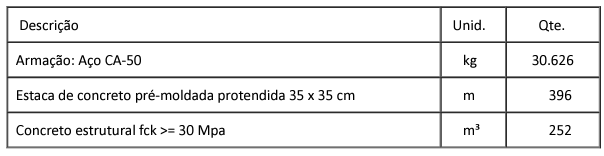 Descrição Unid. Qte.
Armação: Aço CA-50 kg 30.626
Estaca de concreto pré-moldada protendida 35 x 35 cm m 396
Concreto estrutural fck >= 30 Mpa m³ 252